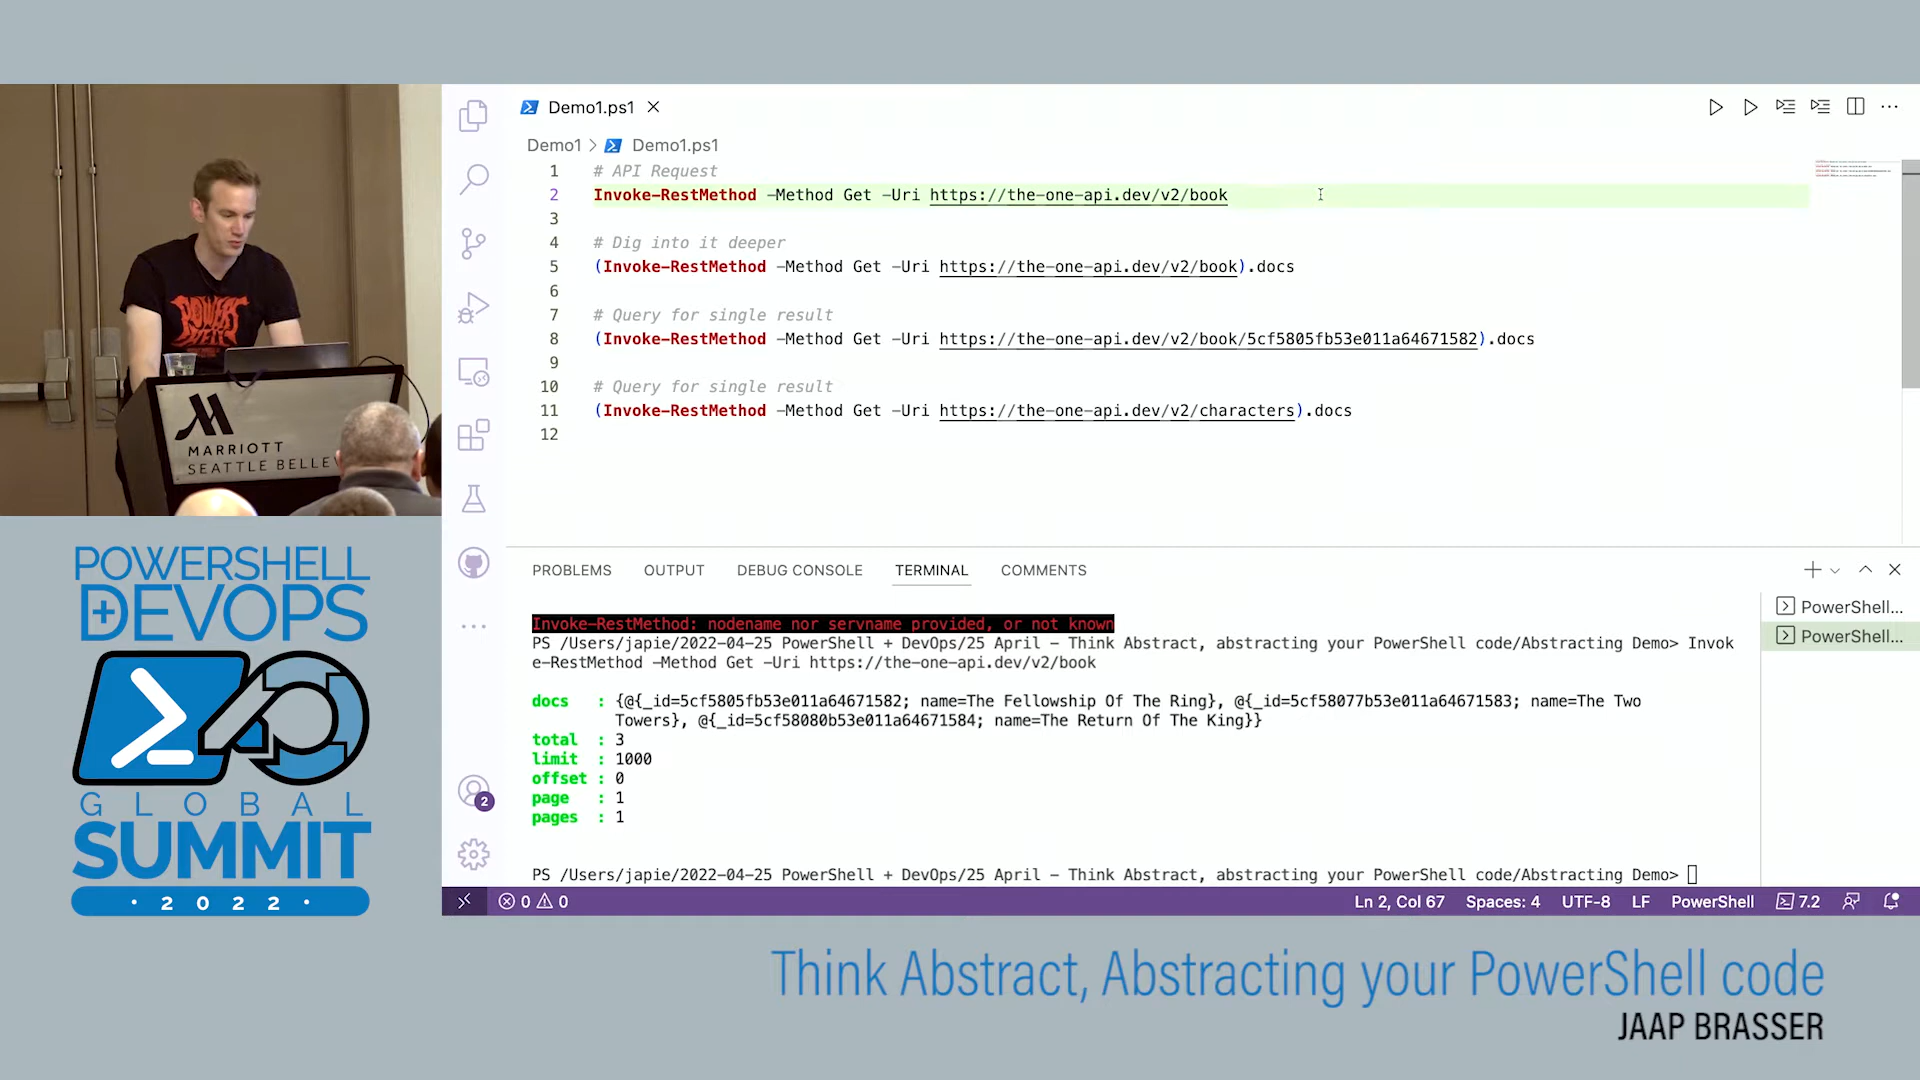 Demo1.ps1
Demo1 > Demo1.ps1
1 # API Request
2 Invoke-RestMethod -Method Get -Uri https://the-one-api.dev/v2/book
3
4 # Dig into it deeper
5 (Invoke-RestMethod -Method Get -Uri https://the-one-api.dev/v2/book).docs
6
7 # Query for single result
8 (Invoke-RestMethod -Method Get -Uri https://the-one-api.dev/v2/book/5cf5805fb53e011a64671582).docs
9
10 # Query for single result
11 (Invoke-RestMethod -Method Get -Uri https://the-one-api.dev/v2/characters).docs
12
PROBLEMS OUTPUT DEBUG CONSOLE TERMINAL COMMENTS
Invoke-RestMethod: nodename nor servname provided, or not known
PS /Users/japie/2022-04-25 PowerShell + DevOps/25 April - Think Abstract, abstracting your PowerShell code/Abstracting Demo> Invok
e-RestMethod -Method Get -Uri https://the-one-api.dev/v2/book
docs : {@{_id=5cf5805fb53e011a64671582; name=The Fellowship Of The Ring}, @{_id=5cf58077b53e011a64671583; name=The Two
Towers}, @{_id=5cf58080b53e011a64671584; name=The Return Of The King}}
total : 3
limit : 1000
offset : 0
page : 1
pages : 1
PS /Users/japie/2022-04-25 PowerShell + DevOps/25 April - Think Abstract, abstracting your PowerShell code/Abstracting Demo>
PowerShell...
PowerShell...
2
0 0
Ln 2, Col 67 Spaces: 4 UTF-8 LF PowerShell 7.2
POWERS
HELL
MARRIOTT
SEATTLE BELLE
POWERSHELL
+DEVOPS
GLOBAL
SUMMIT
· 2022 ·
Think Abstract, Abstracting your PowerShell code
JAAP BRASSER